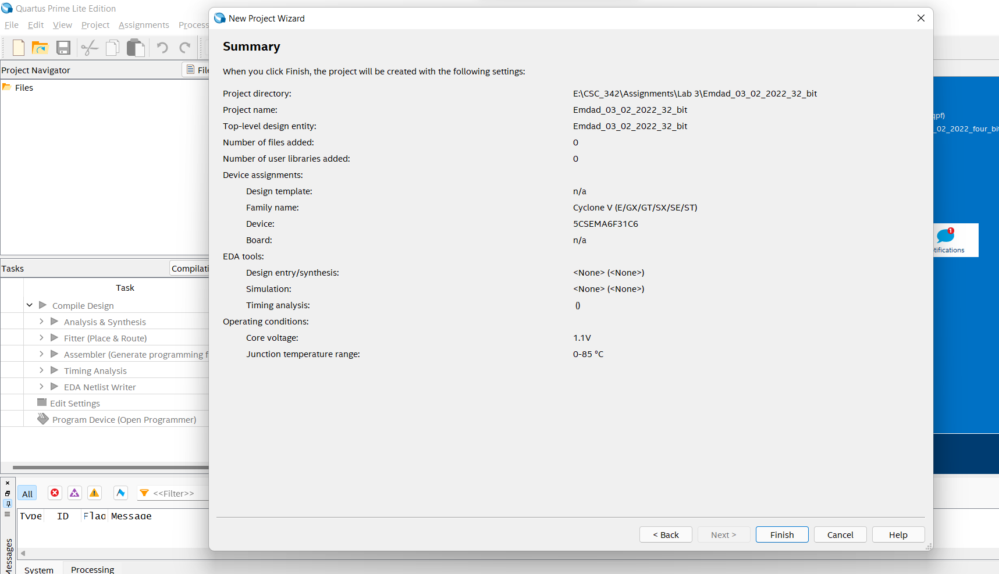 Quartus Prime Lite Edition
File Edit View Project Assignments Process
Project Navigator File
Files
Tasks Compilati
Task
Compile Design
Analysis & Synthesis
Fitter (Place & Route)
Assembler (Generate programming f
Timing Analysis
EDA Netlist Writer
Edit Settings
Program Device (Open Programmer)
All <<Filter>>
Type ID Flag Message
Messages
System Processing
New Project Wizard
Summary
When you click Finish, the project will be created with the following settings:
Project directory: E:\CSC_342\Assignments\Lab 3\Emdad_03_02_2022_32_bit
Project name: Emdad_03_02_2022_32_bit
Top-level design entity: Emdad_03_02_2022_32_bit
Number of files added: 0
Number of user libraries added: 0
Device assignments:
Design template: n/a
Family name: Cyclone V (E/GX/GT/SX/SE/ST)
Device: 5CSEMA6F31C6
Board: n/a
EDA tools:
Design entry/synthesis: <None> (<None>)
Simulation: <None> (<None>)
Timing analysis: ()
Operating conditions:
Core voltage: 1.1V
Junction temperature range: 0-85 °C
< Back Next > Finish Cancel Help
qpf)
_02_2022_four_bit
1
tifications